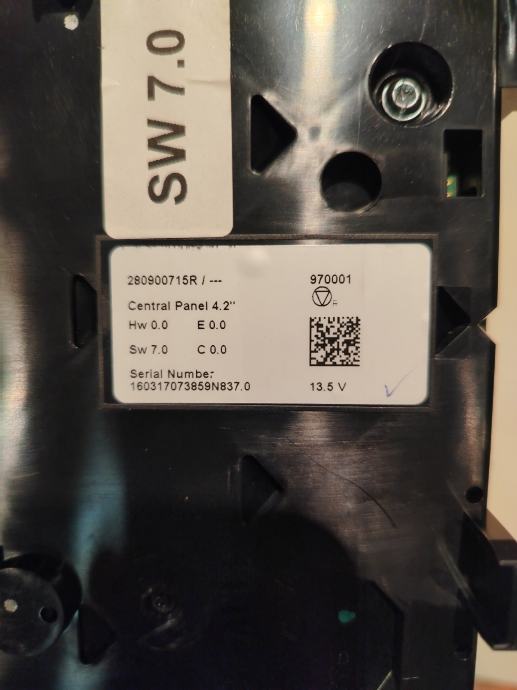 SW 7.0
280900715R / ---
970001
Central Panel 4.2"
R
Hw 0.0 E 0.0
Sw 7.0 C 0.0
Serial Number
160317073859N837.0
13.5 V